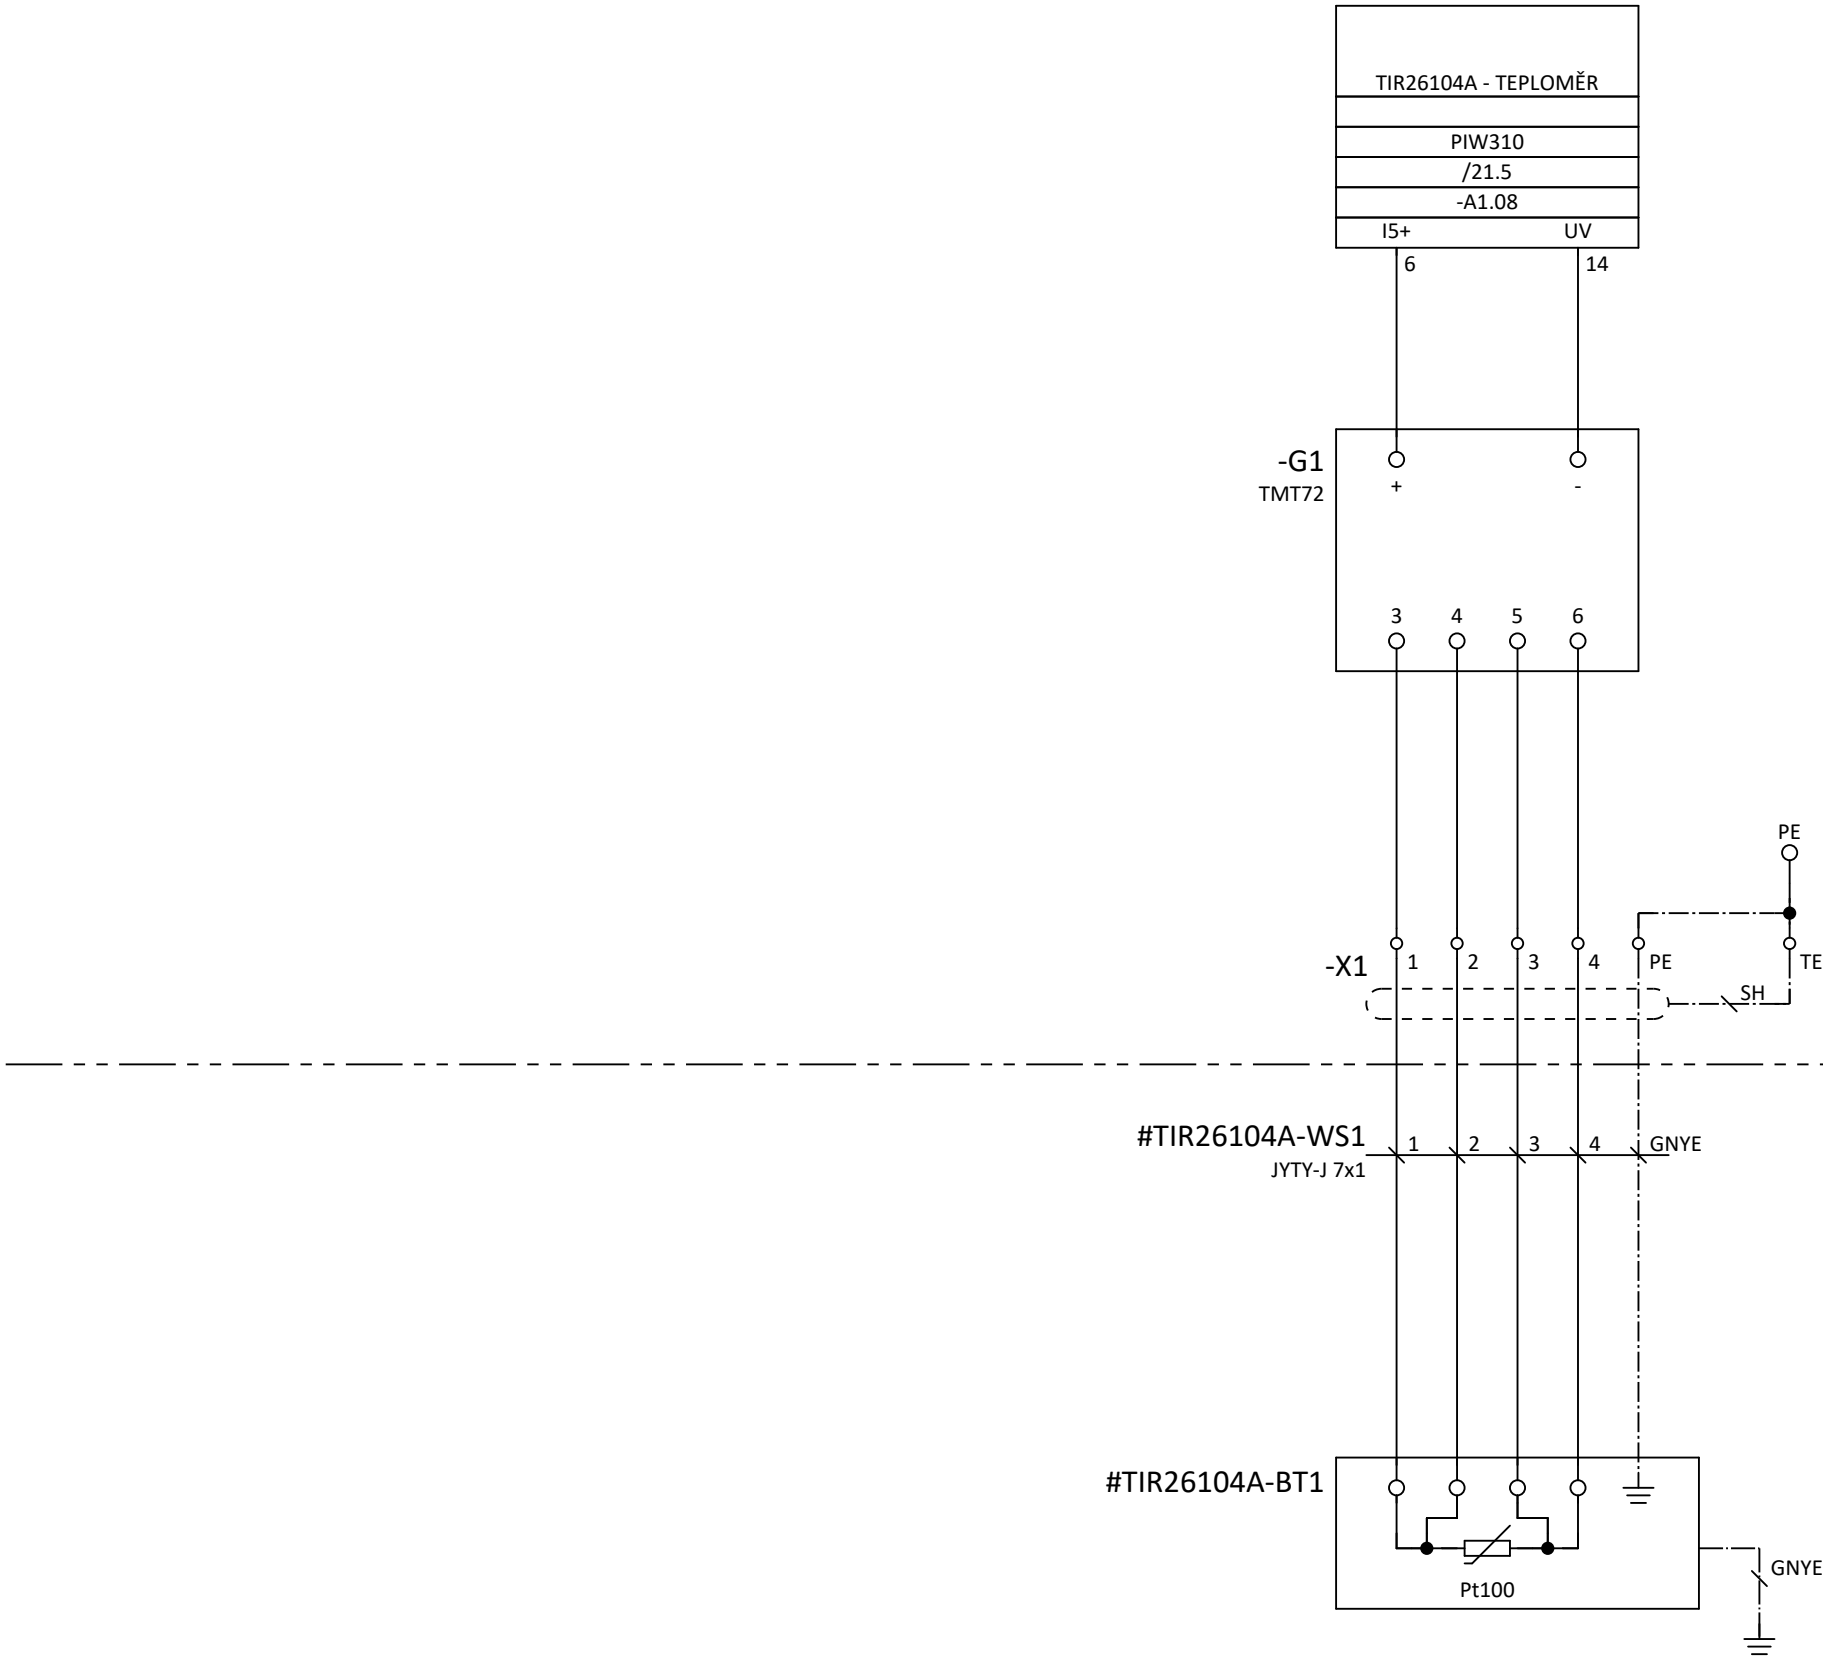 TIR26104A - TEPLOMĚR
PIW310
/21.5
-A1.08
I5+ UV
6 14
-G1
TMT72
+ -
3 4 5 6
PE
-X1 1 2 3 4 PE TE
SH
#TIR26104A-WS1 1 2 3 4 GNYE
JYTY-J 7x1
#TIR26104A-BT1
GNYE
Pt100